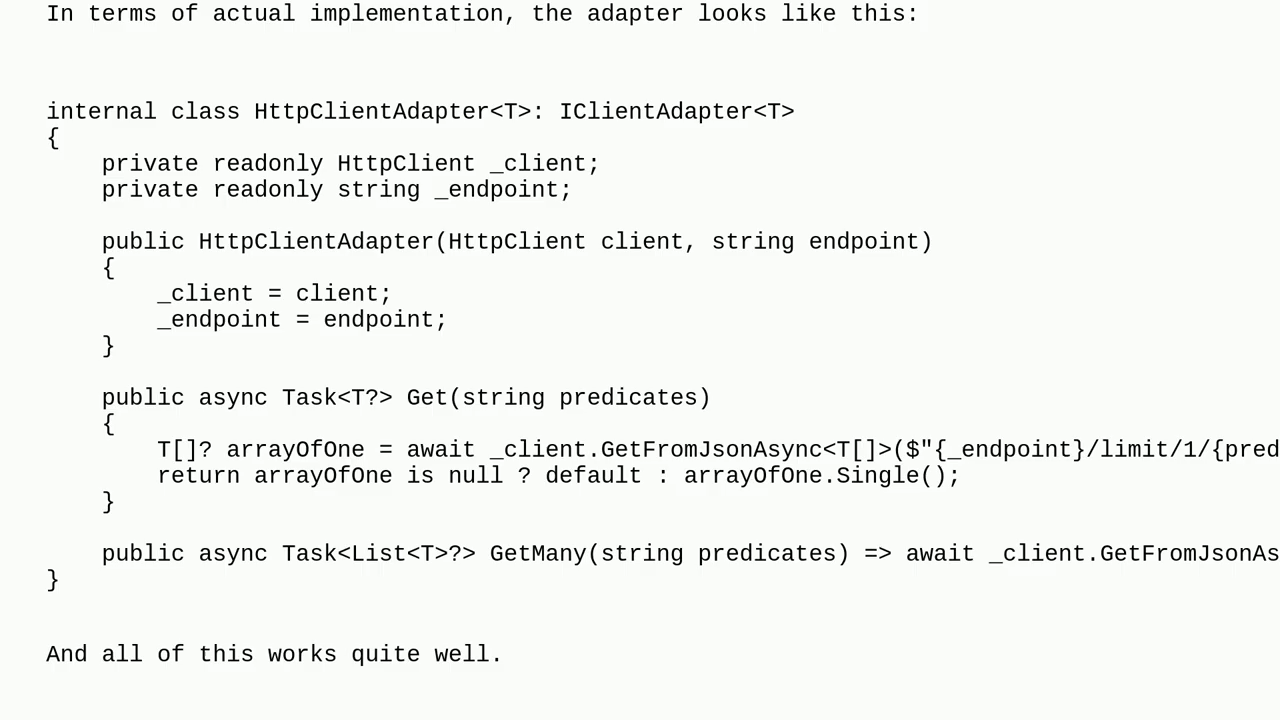 In terms of actual implementation, the adapter looks like this:
internal class HttpClientAdapter<T>: IClientAdapter<T>
{
    private readonly HttpClient _client;
    private readonly string _endpoint;
    public HttpClientAdapter(HttpClient client, string endpoint)
    {
        _client = client;
        _endpoint = endpoint;
    }
    public async Task<T?> Get(string predicates)
    {
        T[]? arrayOfOne = await _client.GetFromJsonAsync<T[]>($"{_endpoint}/limit/1/{pred
        return arrayOfOne is null ? default : arrayOfOne.Single();
    }
    public async Task<List<T>?> GetMany(string predicates) => await _client.GetFromJsonAs
}
And all of this works quite well.